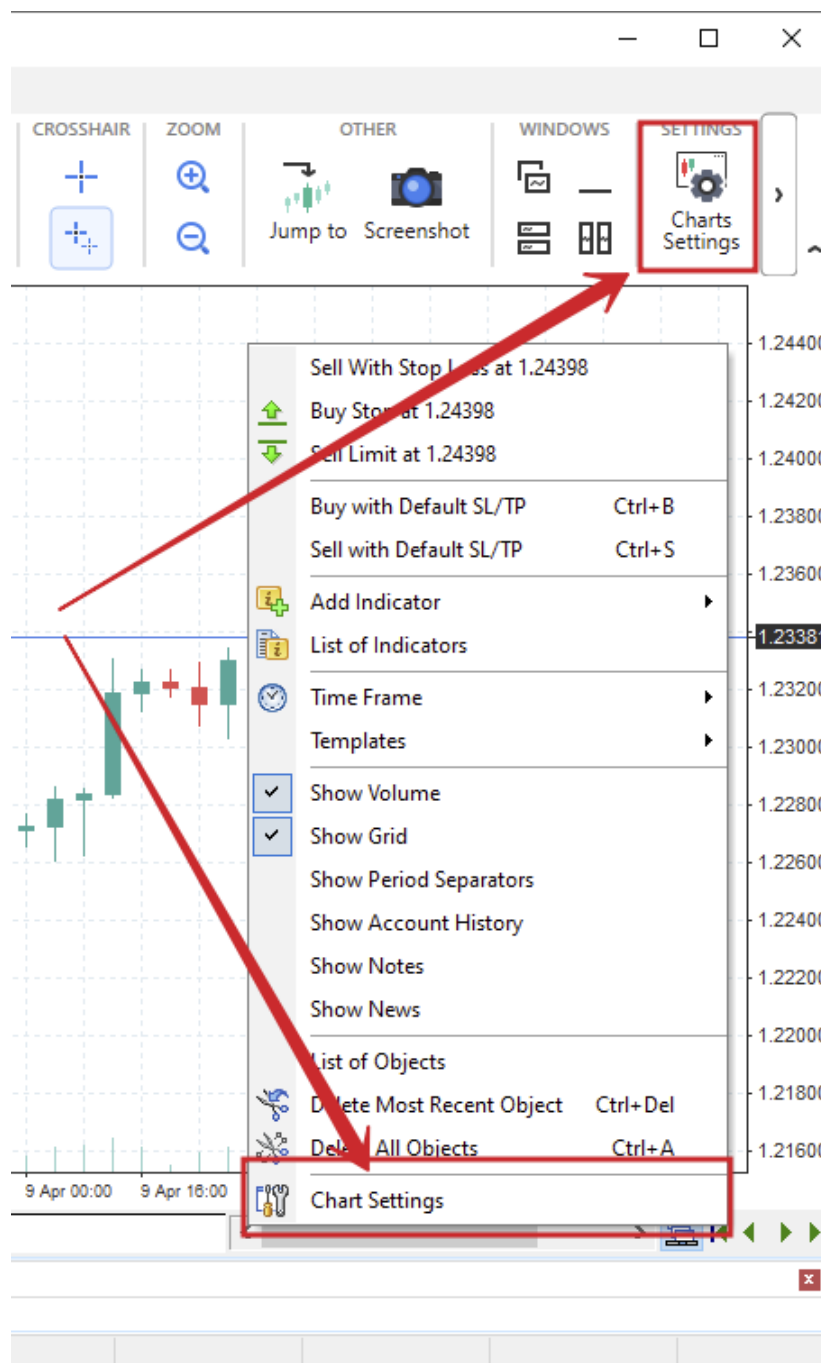 CROSSHAIR
ZOOM
OTHER
WINDOWS
SETTINGS
Jump to
Screenshot
Charts
Settings
1.24400
Sell With Stop Loss at 1.24398
1.24200
Buy Stop at 1.24398
1.24000
Sell Limit at 1.24398
1.23800
Buy with Default SL/TP Ctrl+B
Sell with Default SL/TP Ctrl+S
1.23600
Add Indicator
1.23381
List of Indicators
1.23200
Time Frame
1.23000
Templates
1.22800
Show Volume
Show Grid
1.22600
Show Period Separators
1.22400
Show Account History
1.22200
Show Notes
Show News
1.22000
List of Objects
1.21800
Delete Most Recent Object Ctrl+Del
1.21600
Delete All Objects Ctrl+A
9 Apr 00:00
9 Apr 16:00
Chart Settings